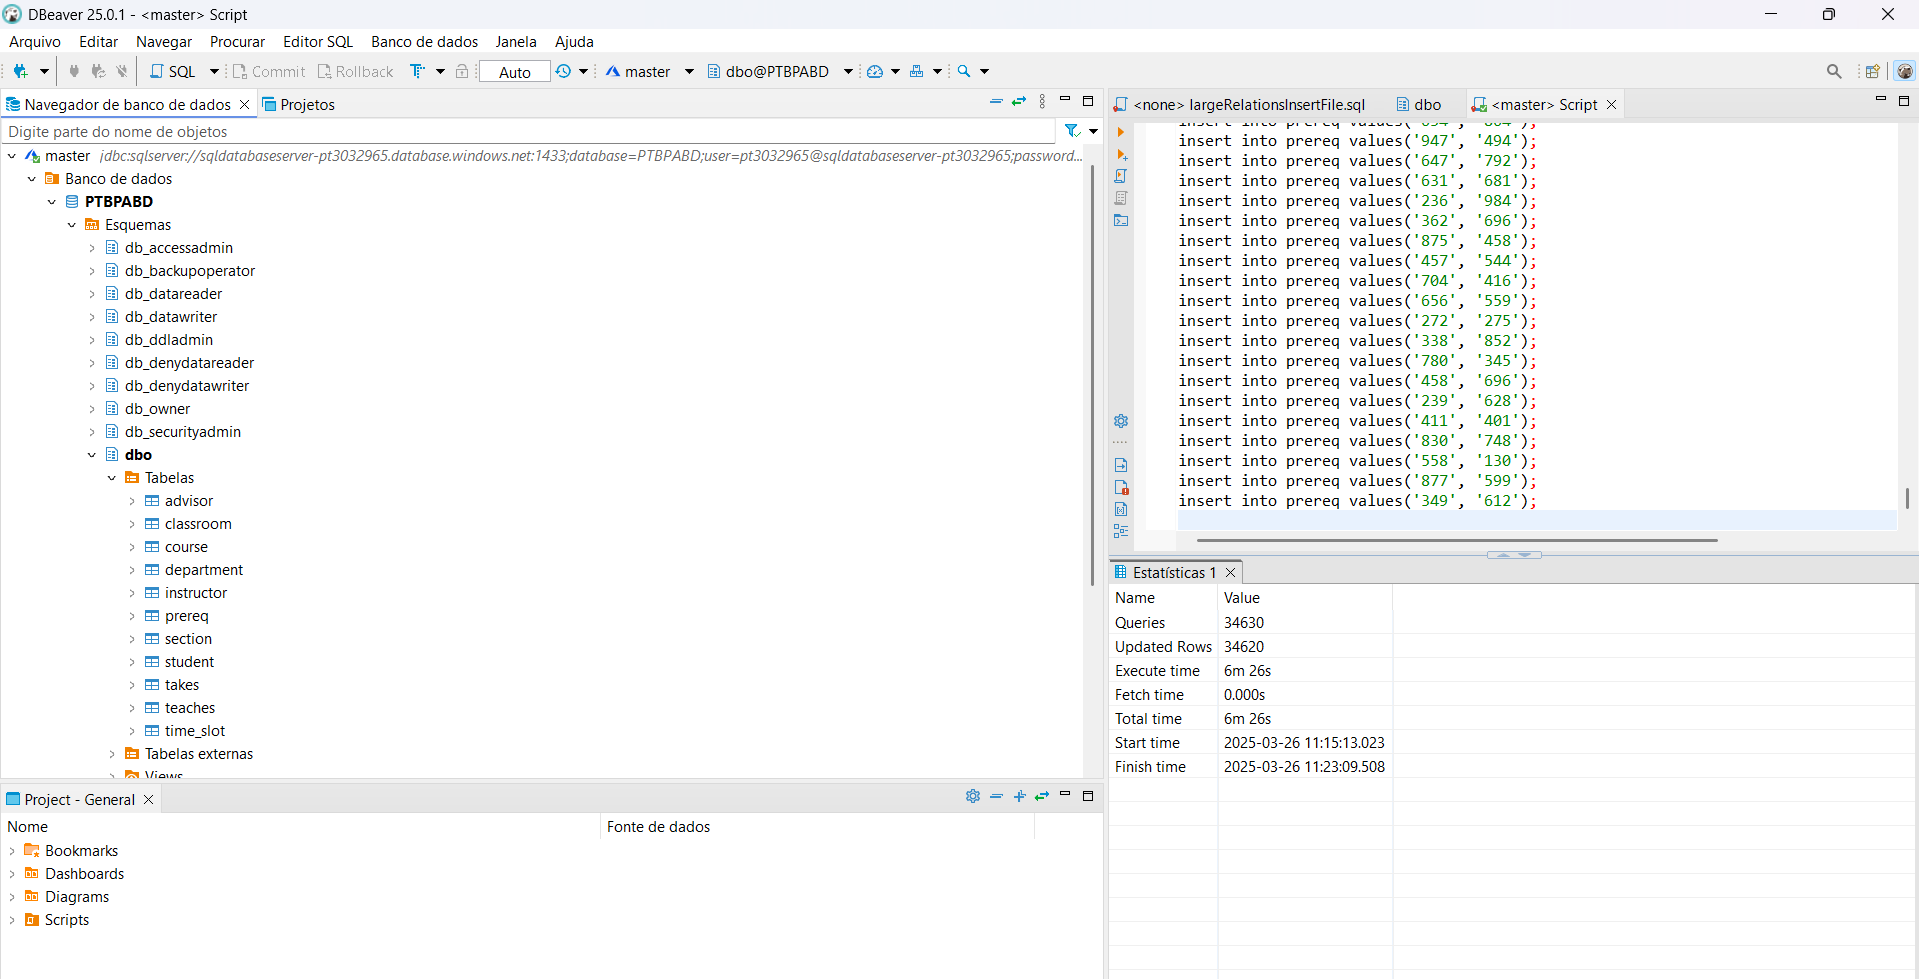 DBeaver 25.0.1 - <master> Script
Arquivo Editar Navegar Procurar Editor SQL Banco de dados Janela Ajuda
SQL Commit Rollback Auto master dbo@PTBPABD
Navegador de banco de dados Projetos
Digite parte do nome de objetos
master jdbc:sqlserver://sqldatabaseserver-pt3032965.database.windows.net:1433;database=PTBPABD;user=pt3032965@sqldatabaseserver-pt3032965;password...
Banco de dados
PTBPABD
Esquemas
db_accessadmin
db_backupoperator
db_datareader
db_datawriter
db_ddladmin
db_denydatareader
db_denydatawriter
db_owner
db_securityadmin
dbo
Tabelas
advisor
classroom
course
department
instructor
prereq
section
student
takes
teaches
time_slot
Tabelas externas
Views
Project - General
Nome Fonte de dados
Bookmarks
Dashboards
Diagrams
Scripts
<none> largeRelationsInsertFile.sql dbo <master> Script
insert into prereq values('694', '864');
insert into prereq values('947', '494');
insert into prereq values('647', '792');
insert into prereq values('631', '681');
insert into prereq values('236', '984');
insert into prereq values('362', '696');
insert into prereq values('875', '458');
insert into prereq values('457', '544');
insert into prereq values('704', '416');
insert into prereq values('656', '559');
insert into prereq values('272', '275');
insert into prereq values('338', '852');
insert into prereq values('780', '345');
insert into prereq values('458', '696');
insert into prereq values('239', '628');
insert into prereq values('411', '401');
insert into prereq values('830', '748');
insert into prereq values('558', '130');
insert into prereq values('877', '599');
insert into prereq values('349', '612');
Estatísticas 1
Name Value
Queries 34630
Updated Rows 34620
Execute time 6m 26s
Fetch time 0.000s
Total time 6m 26s
Start time 2025-03-26 11:15:13.023
Finish time 2025-03-26 11:23:09.508